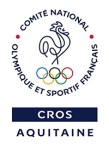 COMITÉ NATIONAL
OLYMPIQUE ET SPORTIF FRANÇAIS
CROS
AQUITAINE